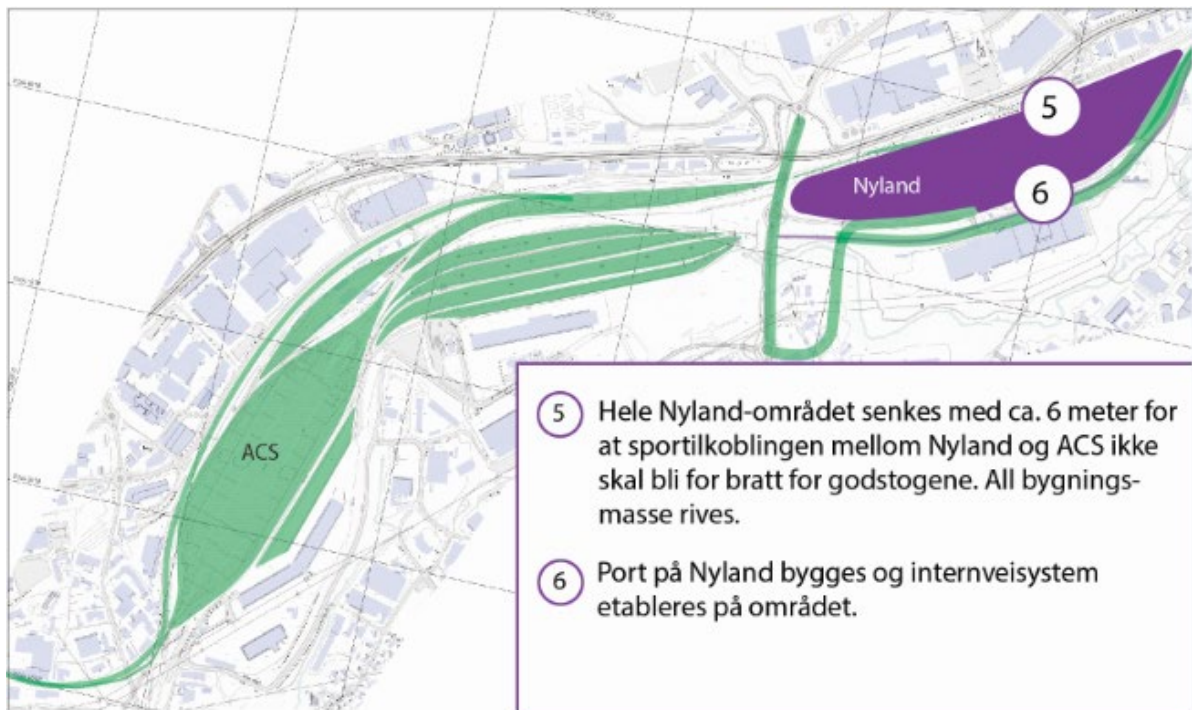 5
Nyland
6
ACS
5 Hele Nyland-området senkes med ca. 6 meter for
at sportilkoblingen mellom Nyland og ACS ikke
skal bli for bratt for godstogene. All bygnings-
masse rives.
6 Port på Nyland bygges og internveisystem
etableres på området.